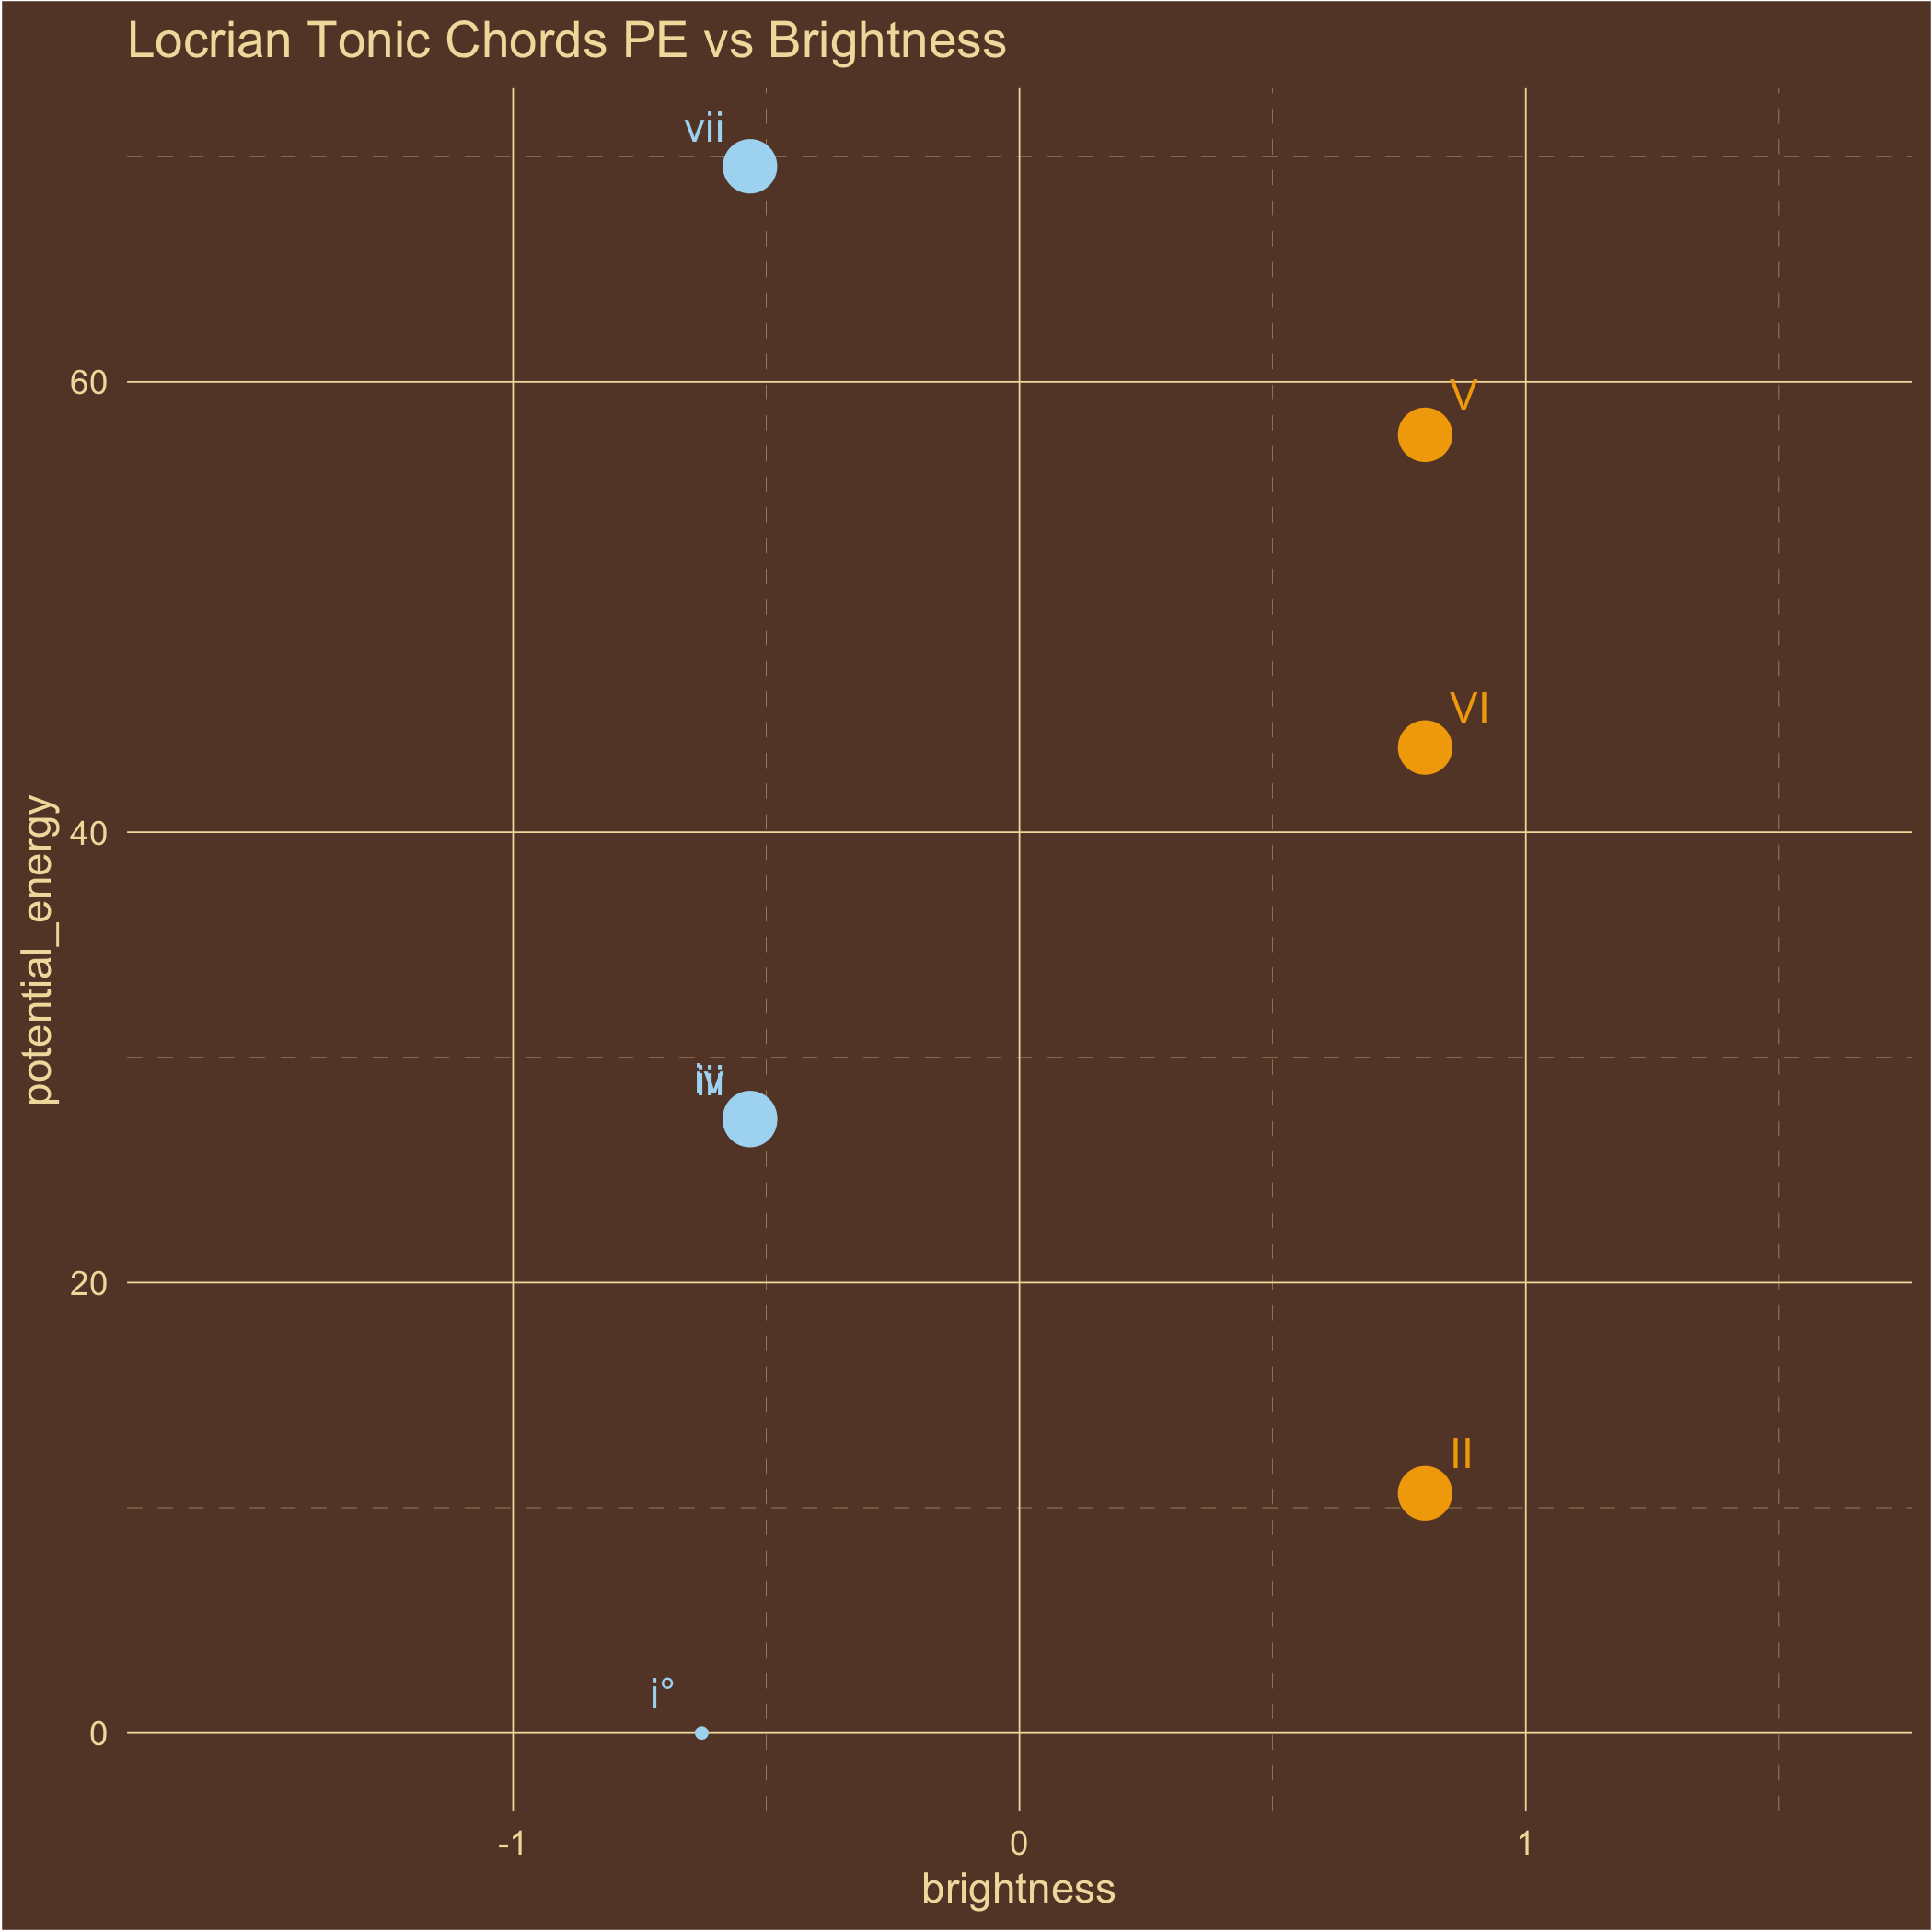 Locrian Tonic Chords PE vs Brightness
vii
60
V
VI
40
potential_energy
20
II
i°
0
-1 0 1
brightness